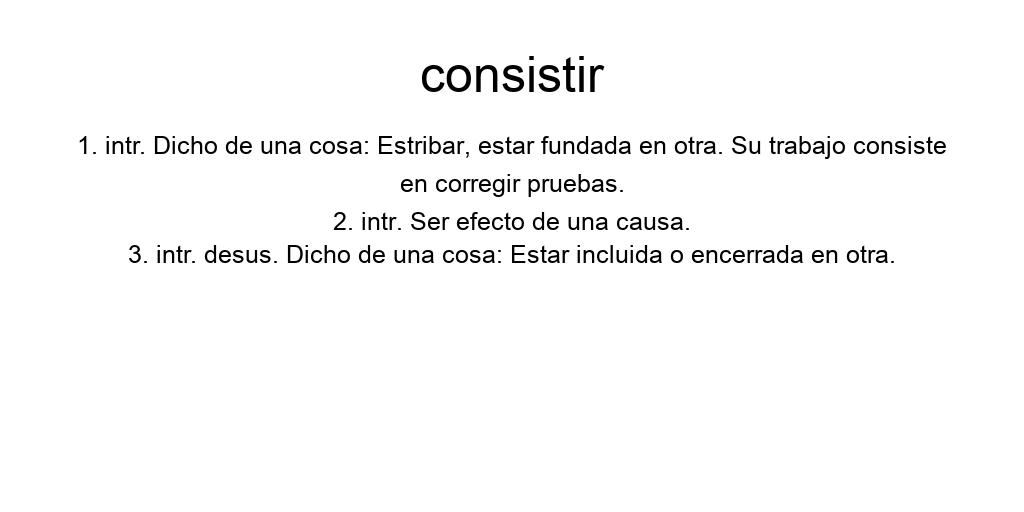 consistir
1. intr. Dicho de una cosa: Estribar, estar fundada en otra. Su trabajo consiste
en corregir pruebas.
2. intr. Ser efecto de una causa.
3. intr. desus. Dicho de una cosa: Estar incluida o encerrada en otra.